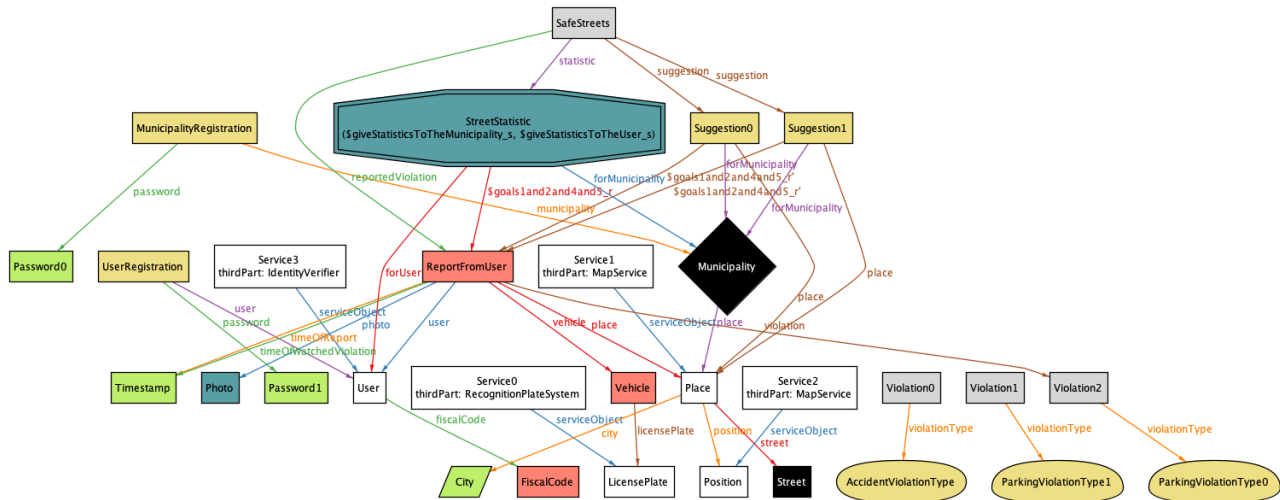 SafeStreets
statistic
suggestion
suggestion
MunicipalityRegistration
StreetStatistic
($giveStatisticsToTheMunicipality_s, $giveStatisticsToTheUser_s)
Suggestion0
Suggestion1
password
reportedViolation
forMunicipality
forMunicipality
$goals1and2and4and5_r
$goals1and2and4and5_r'
$goals1and2and4and5_r'
municipality
forMunicipality
Password0
UserRegistration
Service3
thirdPart: IdentityVerifier
forUser
ReportFromUser
Service1
thirdPart: MapService
Municipality
place
place
user
password
serviceObject
photo
timeOfReport
timeOfWatchedViolation
user
vehicle
place
serviceObject
place
violation
Timestamp
Photo
Password1
User
Service0
thirdPart: RecognitionPlateSystem
Vehicle
Place
Service2
thirdPart: MapService
Violation0
Violation1
Violation2
fiscalCode
serviceObject
city
licensePlate
position
serviceObject
street
violationType
violationType
violationType
City
FiscalCode
LicensePlate
Position
Street
AccidentViolationType
ParkingViolationType1
ParkingViolationType0